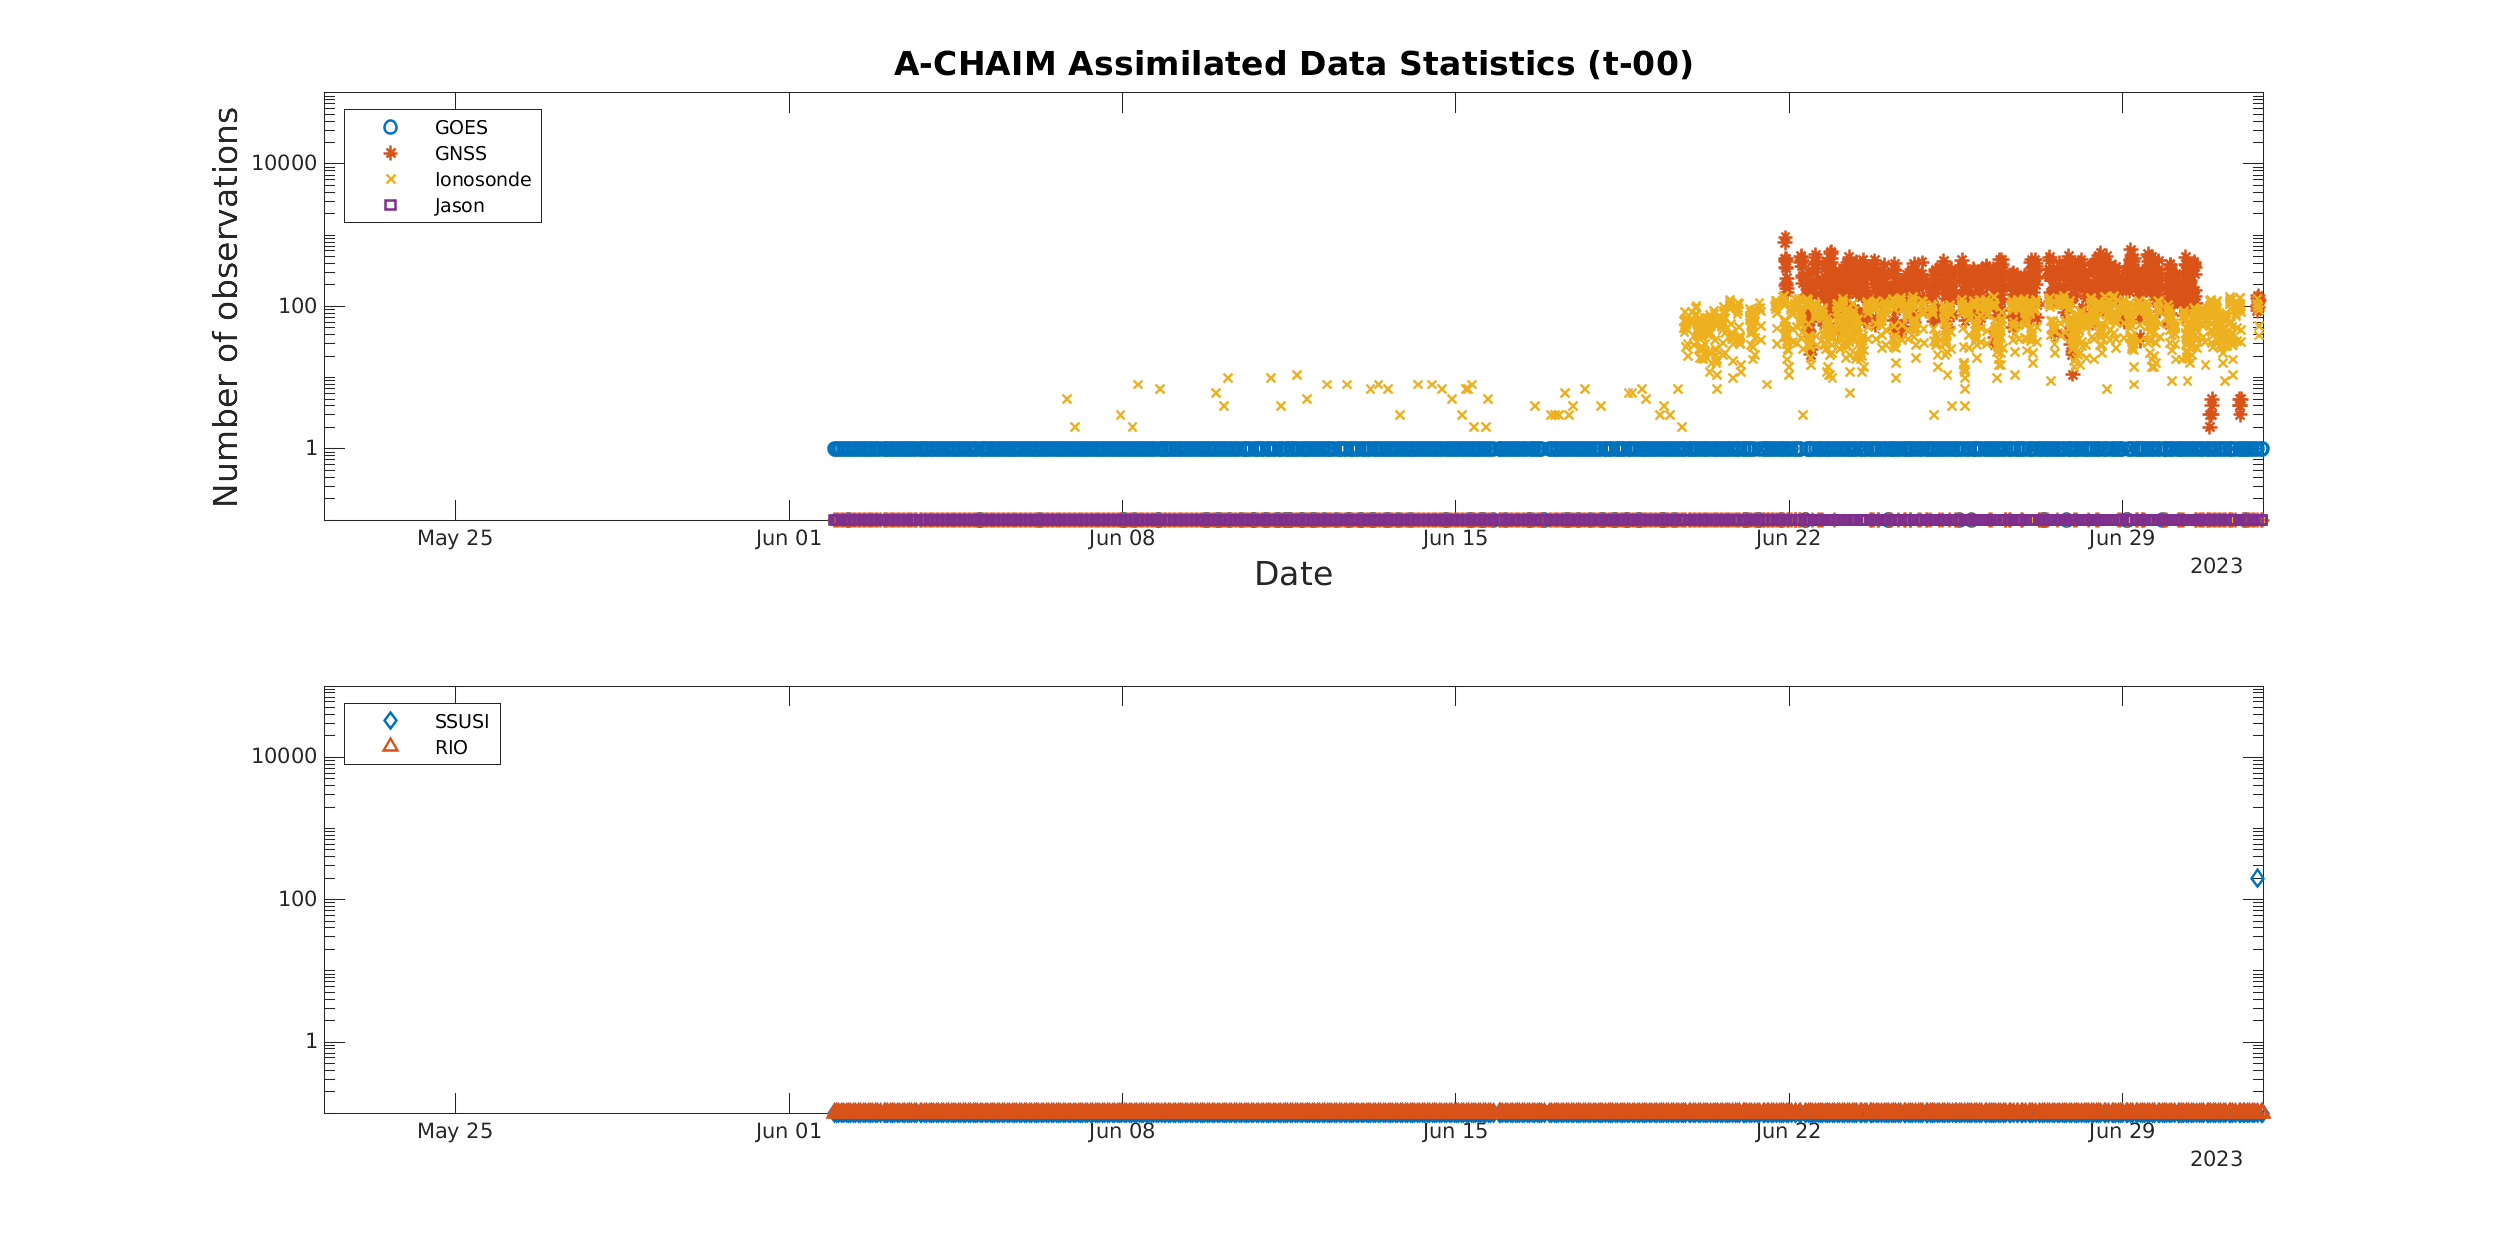 A-CHAIM Assimilated Data Statistics (t-00)
Number of observations
10000
100
1
GOES
GNSS
Ionosonde
Jason
May 25
Jun 01
Jun 08
Jun 15
Jun 22
Jun 29
2023
Date
10000
100
1
SSUSI
RIO
May 25
Jun 01
Jun 08
Jun 15
Jun 22
Jun 29
2023